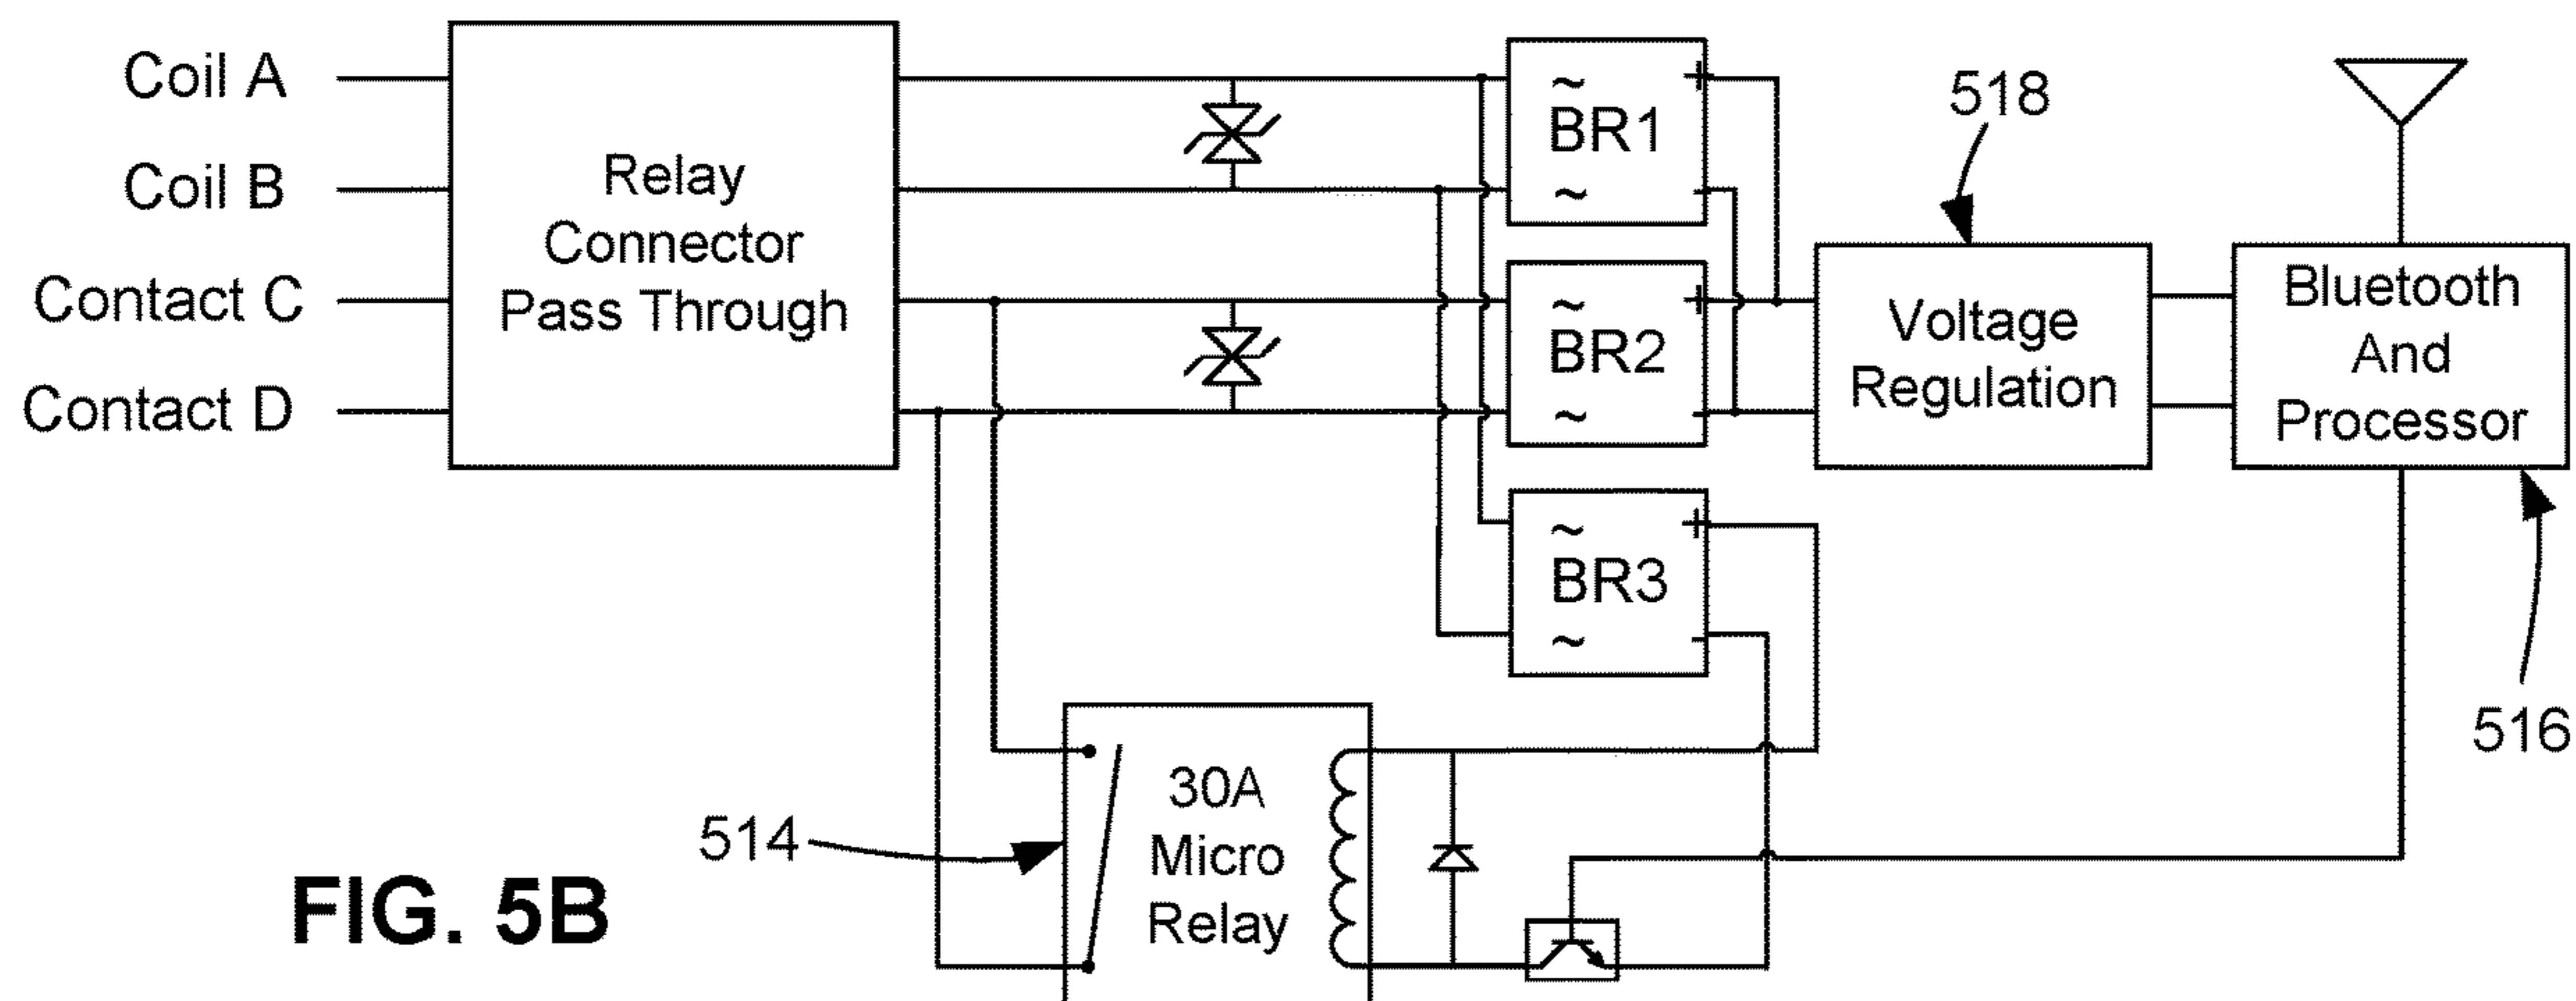 Coil A
Coil B
Contact C
Contact D
Relay
Connector
Pass Through
~
BR1
~
+
-
~
BR2
~
+
-
~
BR3
~
+
-
518
Voltage
Regulation
Bluetooth
And
Processor
516
514
30A
Micro
Relay
FIG. 5B